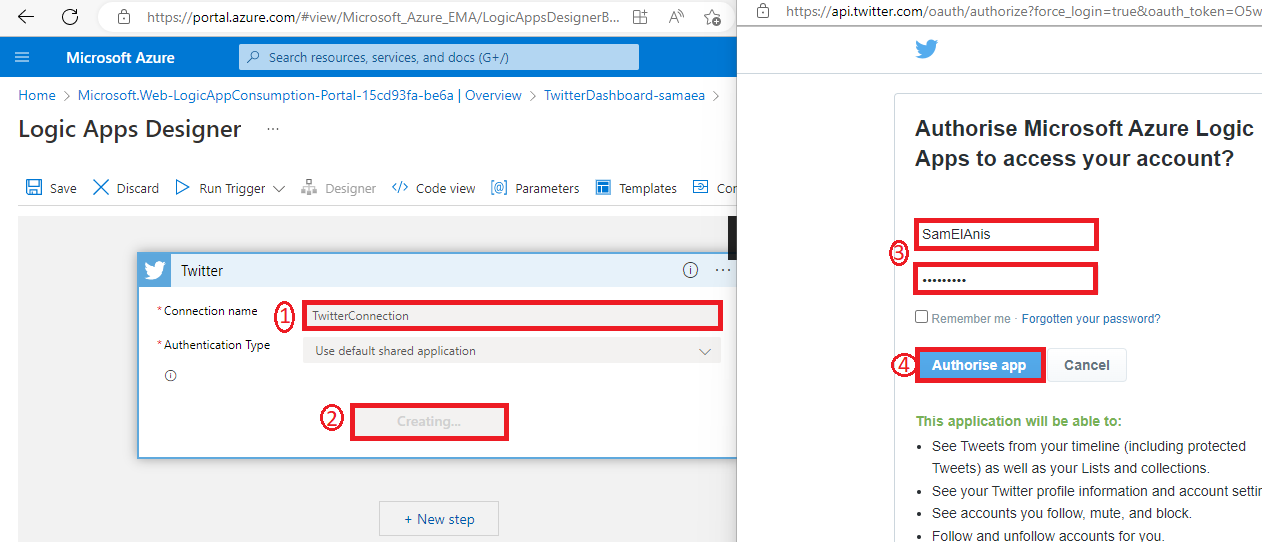 https://portal.azure.com/#view/Microsoft_Azure_EMA/LogicAppsDesignerB...
Microsoft Azure
Search resources, services, and docs (G+/)
Home > Microsoft.Web-LogicAppConsumption-Portal-15cd93fa-be6a | Overview > TwitterDashboard-samaea >
Logic Apps Designer ...
Save Discard Run Trigger Designer Code view Parameters Templates Con
Twitter
* Connection name
1
TwitterConnection
* Authentication Type
Use default shared application
2
Creating...
+ New step
https://api.twitter.com/oauth/authorize?force_login=true&oauth_token=O5w
Authorise Microsoft Azure Logic
Apps to access your account?
SamElAnis
3
•••••••••
Remember me · Forgotten your password?
4
Authorise app Cancel
This application will be able to:
• See Tweets from your timeline (including protected
Tweets) as well as your Lists and collections.
• See your Twitter profile information and account settin
• See accounts you follow, mute, and block.
• Follow and unfollow accounts for you.